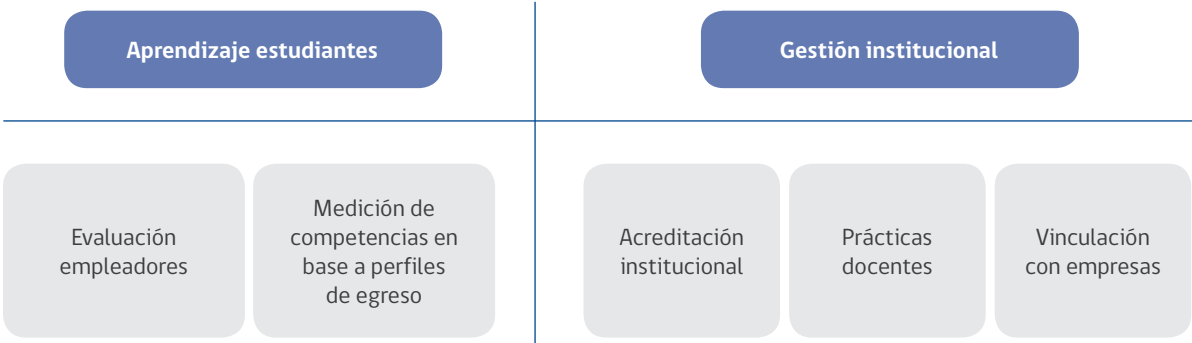 Aprendizaje estudiantes
Gestión institucional
Evaluación
empleadores
Medición de
competencias en
base a perfiles
de egreso
Acreditación
institucional
Prácticas
docentes
Vinculación
con empresas